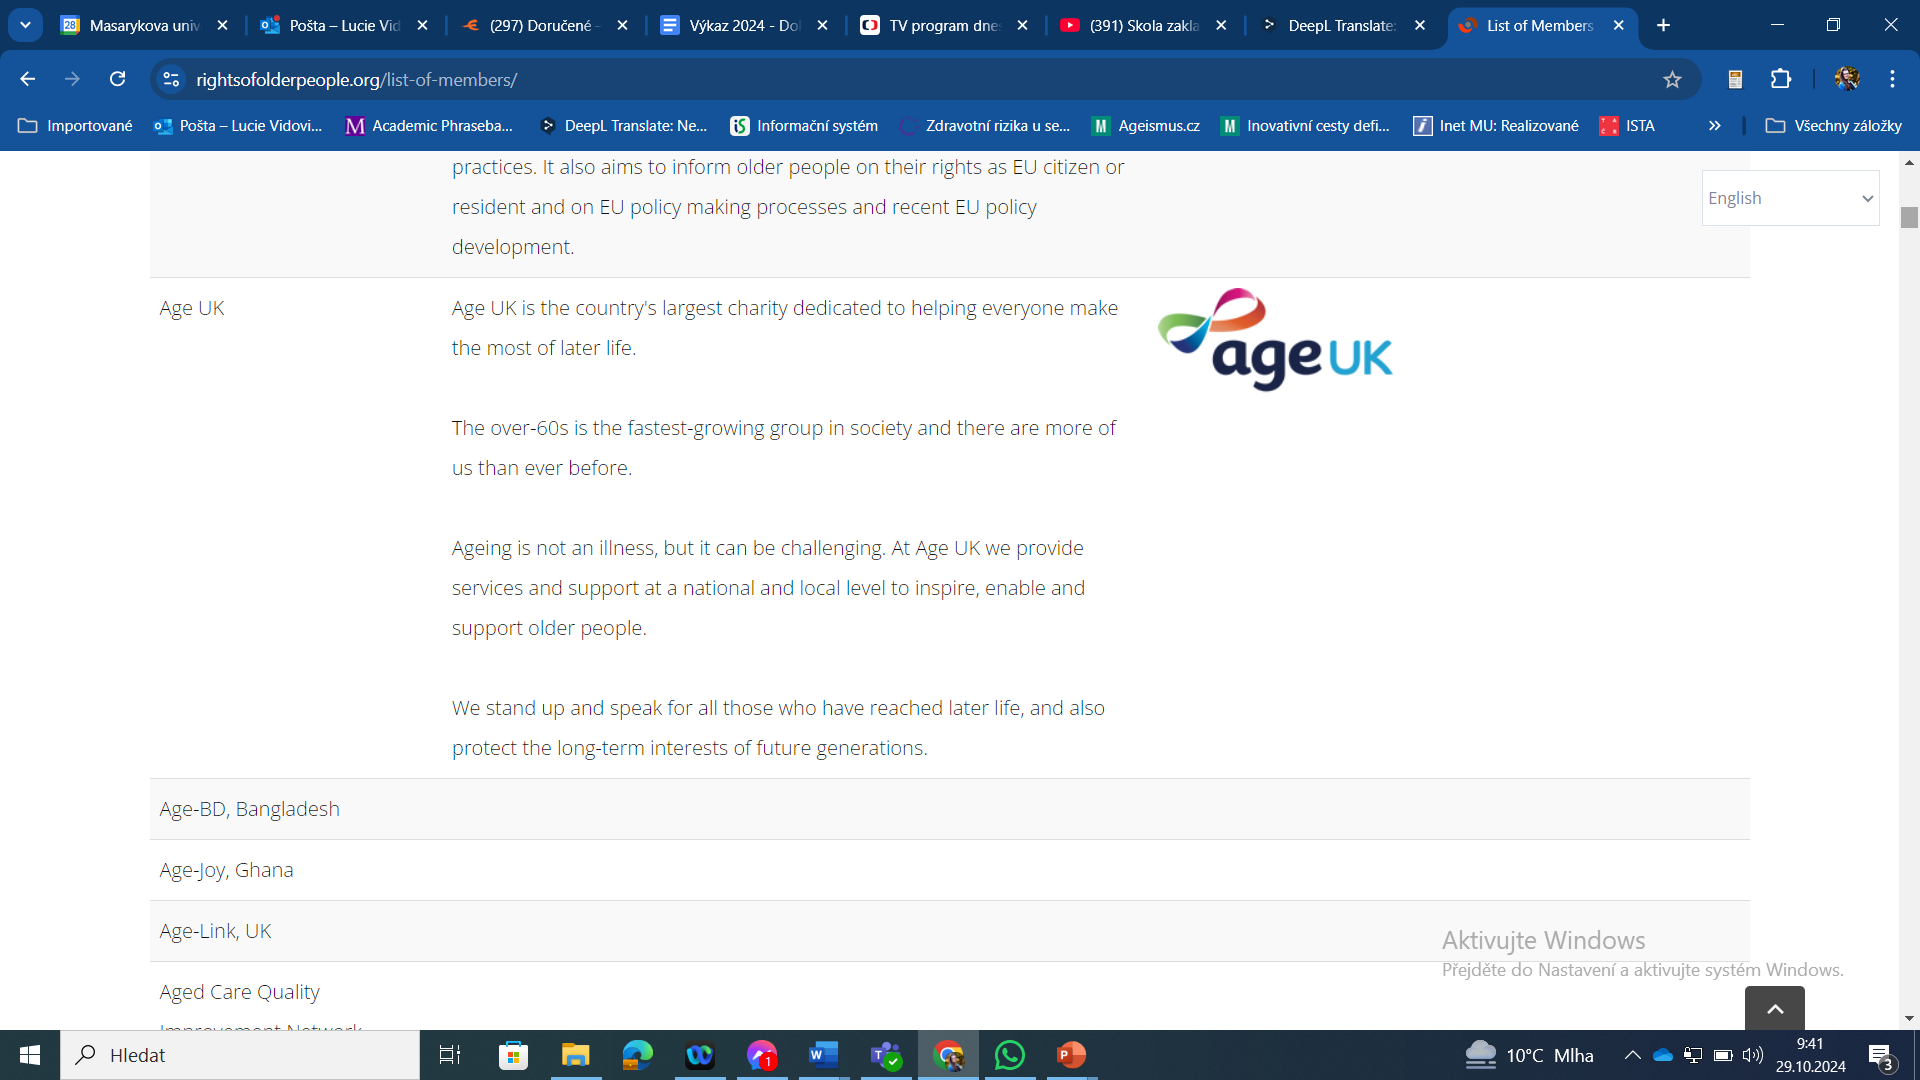 28 Masarykova univ
Pošta – Lucie Vid
(297) Doručené -
Výkaz 2024 - Do
TV program dne
(391) Skola zakla
DeepL Translate:
List of Members
rightsofolderpeople.org/list-of-members/
Importované
Pošta – Lucie Vidovi...
M Academic Phraseba...
DeepL Translate: Ne...
Informační systém
Zdravotní rizika u se...
M Ageismus.cz
M Inovativní cesty defi...
Inet MU: Realizované
ISTA
Všechny záložky
English
practices. It also aims to inform older people on their rights as EU citizen or
resident and on EU policy making processes and recent EU policy
development.
Age UK
Age UK is the country's largest charity dedicated to helping everyone make
the most of later life.
age UK
The over-60s is the fastest-growing group in society and there are more of
us than ever before.
Ageing is not an illness, but it can be challenging. At Age UK we provide
services and support at a national and local level to inspire, enable and
support older people.
We stand up and speak for all those who have reached later life, and also
protect the long-term interests of future generations.
Age-BD, Bangladesh
Age-Joy, Ghana
Age-Link, UK
Aged Care Quality
Improvement Network
Aktivujte Windows
Přejděte do Nastavení a aktivujte systém Windows.
Hledat
1
10°C Mlha
9:41
29.10.2024
3